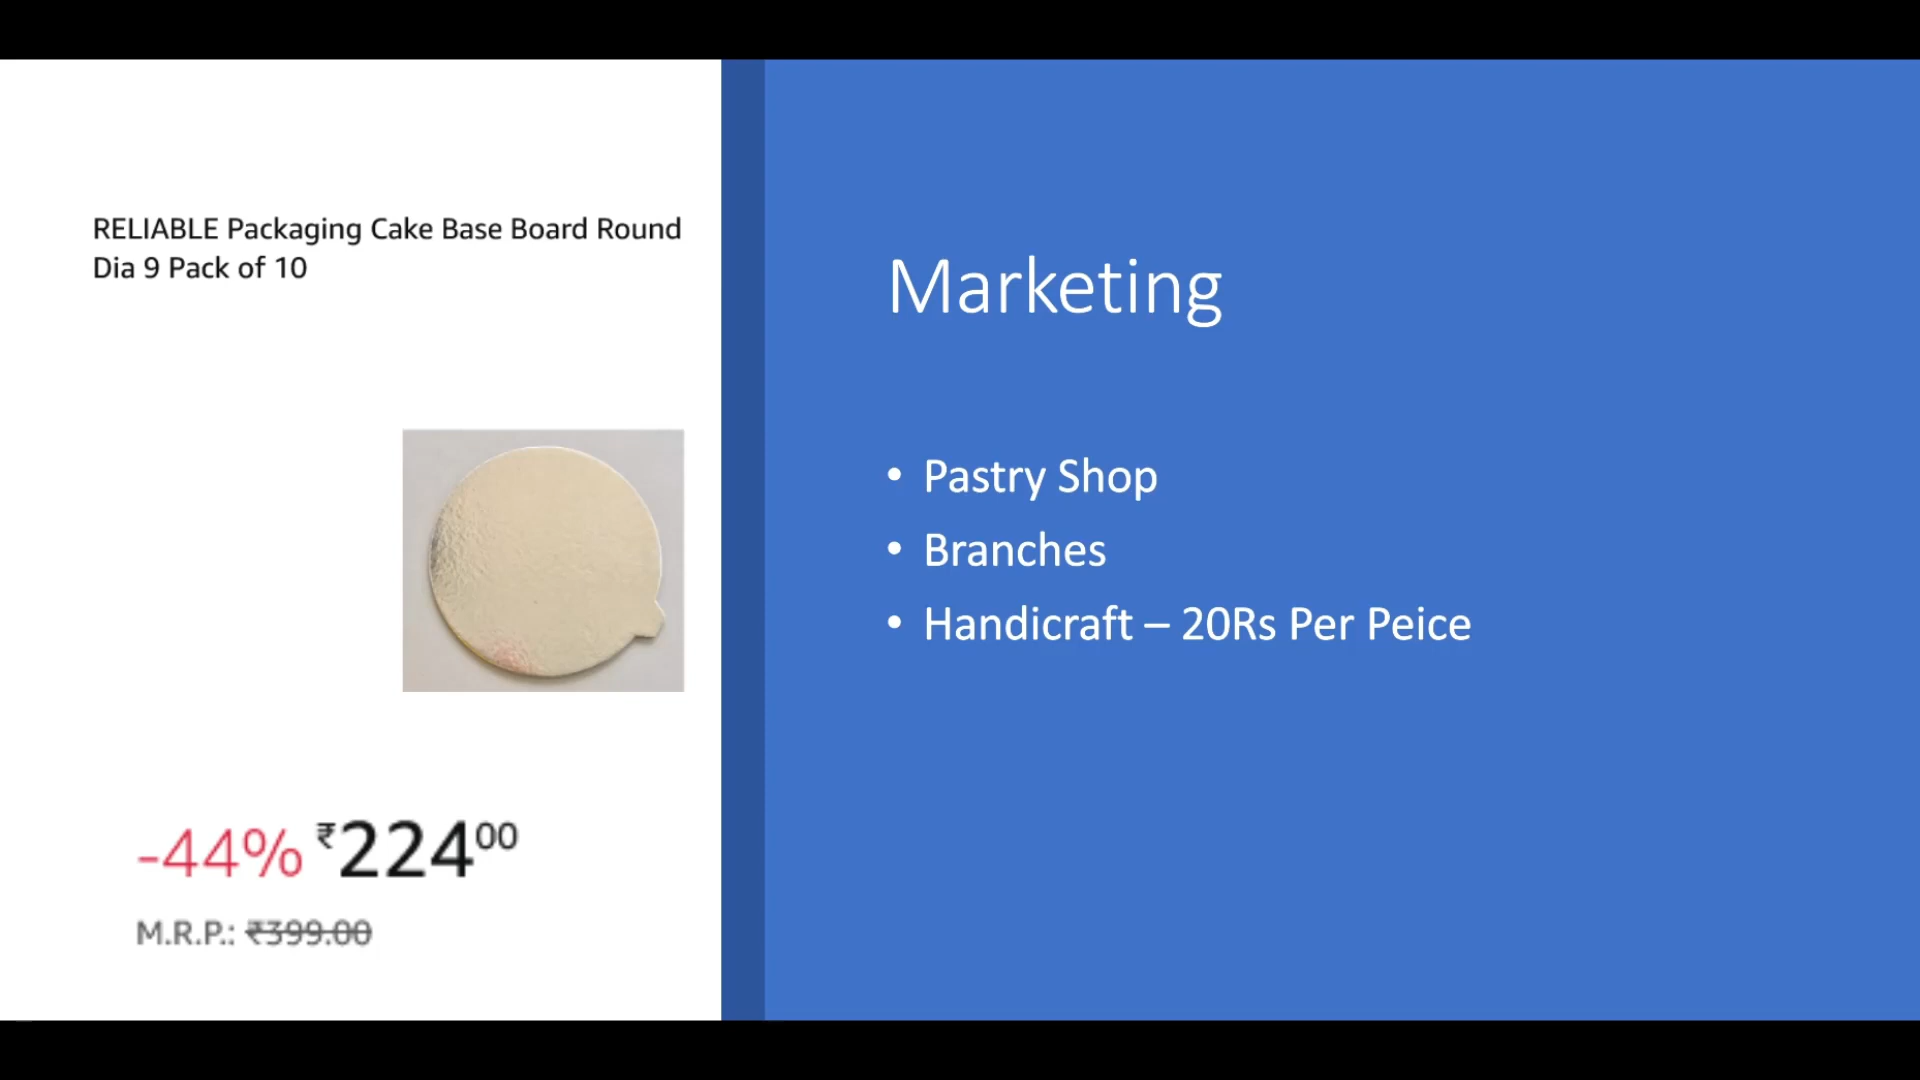 RELIABLE Packaging Cake Base Board Round
Dia 9 Pack of 10
-44% ₹22400
M.R.P.: ₹399.00
Marketing
• Pastry Shop
• Branches
• Handicraft – 20Rs Per Peice